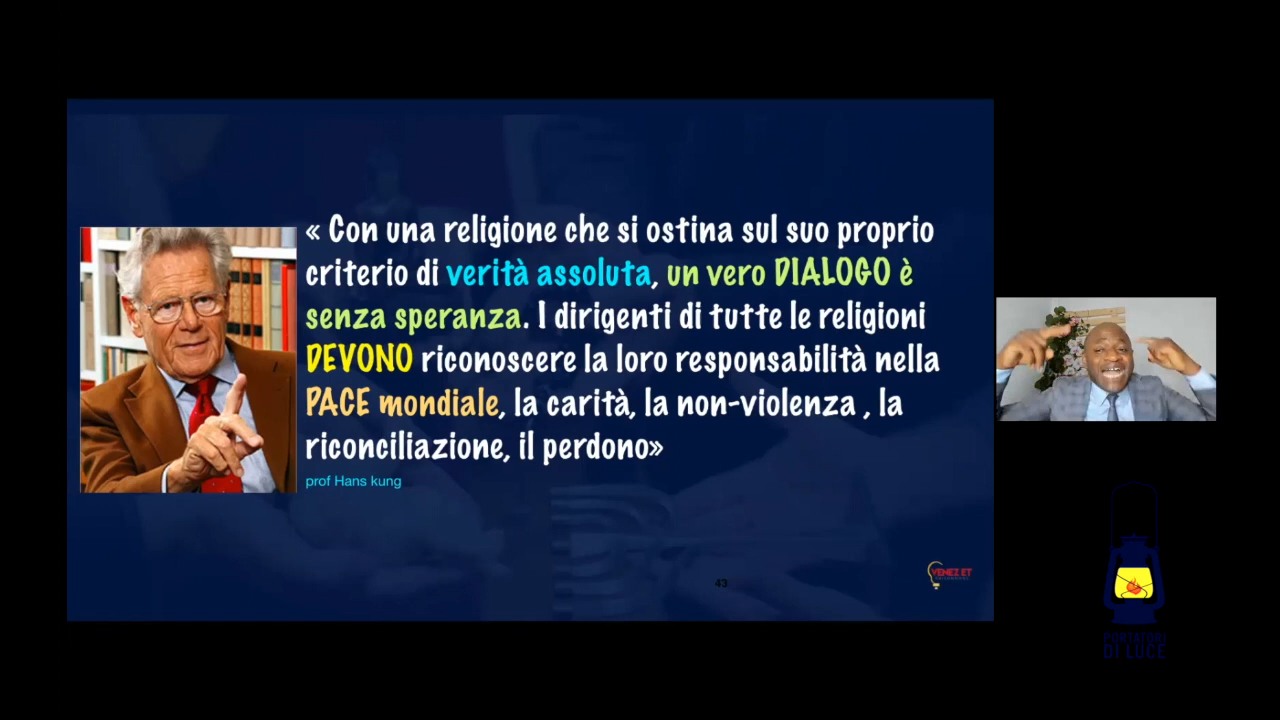 « Con una religione che si ostina sul suo proprio
criterio di verità assoluta, un vero DIALOGO è
senza speranza. I dirigenti di tutte le religioni
DEVONO riconoscere la loro responsabilità nella
PACE mondiale, la carità, la non-violenza , la
riconciliazione, il perdono»
prof Hans kung
43
VENEZ ET
PORTATORI
DI LUCE